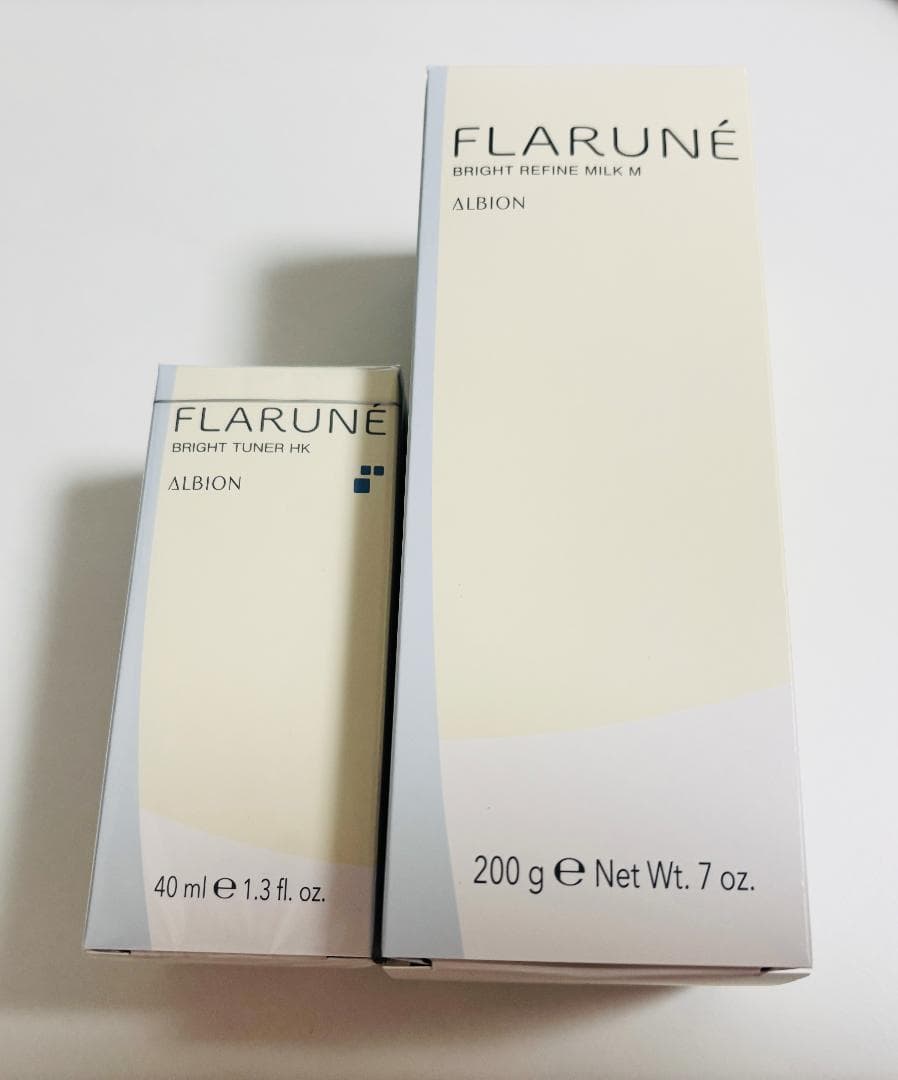 FLARUNÉ
BRIGHT TUNER HK
ALBION
40 ml ℮ 1.3 fl. oz.
FLARUNÉ
BRIGHT REFINE MILK M
ALBION
200 g ℮ Net Wt. 7 oz.